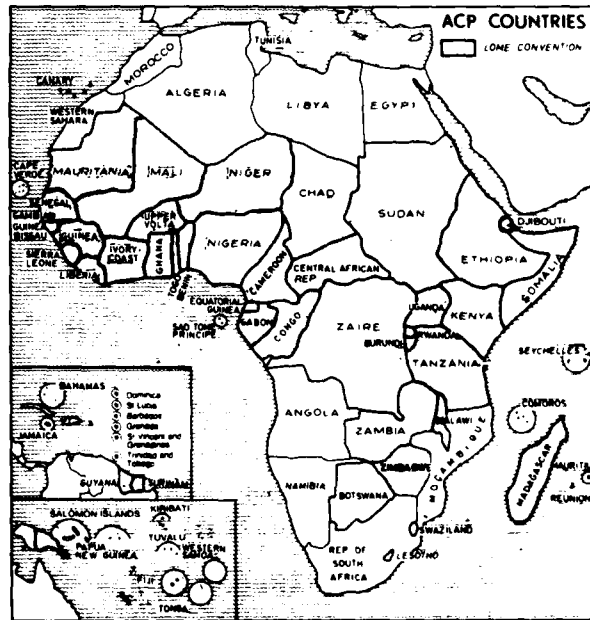 ACP COUNTRIES
LOME CONVENTION
TUNISIA
MOROCCO
CANARY
ALGERIA
LIBYA
EGYPT
WESTERN
SAHARA
CAPE
VERDE
MAURITANIA
MALI
NIGER
CHAD
SUDAN
DJIBOUTI
SENEGAL
GAMBIA
GUINEA
BISSAU
GUINEA
SIERRA
LEONE
LIBERIA
IVORY-
COAST
UPPER
VOLTA
GHANA
TOGO
BENIN
NIGERIA
CAMEROON
CENTRAL AFRICAN
REP
ETHIOPIA
SOMALIA
EQUATORIAL
GUINEA
SAO TOME
PRINCIPE
GABON
CONGO
ZAIRE
UGANDA
KENYA
RWANDA
BURUNDI
TANZANIA
SEYCHELLES
COMOROS
ANGOLA
ZAMBIA
MALAWI
MOÇAMBIQUE
ZIMBABWE
MADAGASCAR
REUNION
NAMIBIA
BOTSWANA
SWAZILAND
LESOTHO
REP OF
SOUTH
AFRICA
BAHAMAS
JAMAICA
Dominica
St Lucia
Barbados
Grenada
St Vincent and
Grenadines
Trinidad and
Tobago
GUYANA
SURINAM
SALOMON ISLANDS
KIRIBATI
PAPUA
NEW GUINEA
TUVALU
WESTERN
SAMOA
FIJI
TONGA